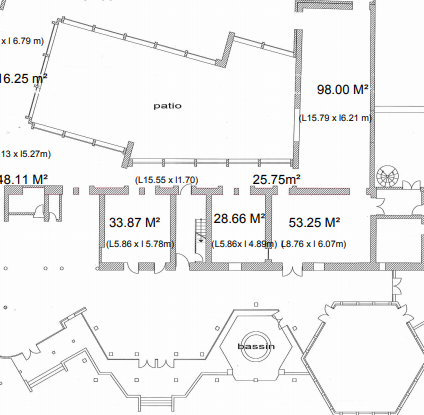 x l 6.79 m)
16.25 m²
patio
98.00 M²
(L15.79 x l6.21 m)
13 x l5.27m)
48.11 M²
(L15.55 x l1.70)
25.75m²
33.87 M²
28.66 M²
53.25 M²
(L5.86 x l 5.78m)
(L5.86x l 4.89m)
(L8.76 x l 6.07m)
bassin